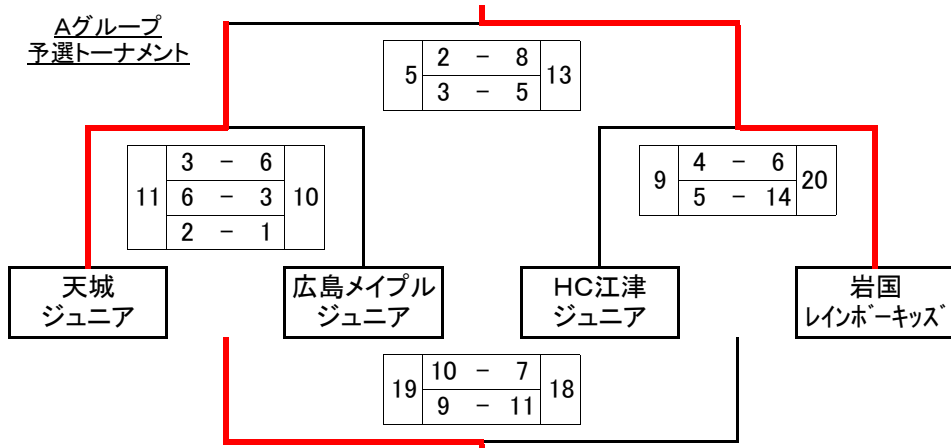 Aグループ
予選トーナメント
5 2 － 8 13
3 － 5
3 － 6
11 6 － 3 10
2 － 1
9 4 － 6 20
5 － 14
天城
ジュニア
広島メイプル
ジュニア
HC江津
ジュニア
岩国
レインボーキッズ
19 10 － 7 18
9 － 11